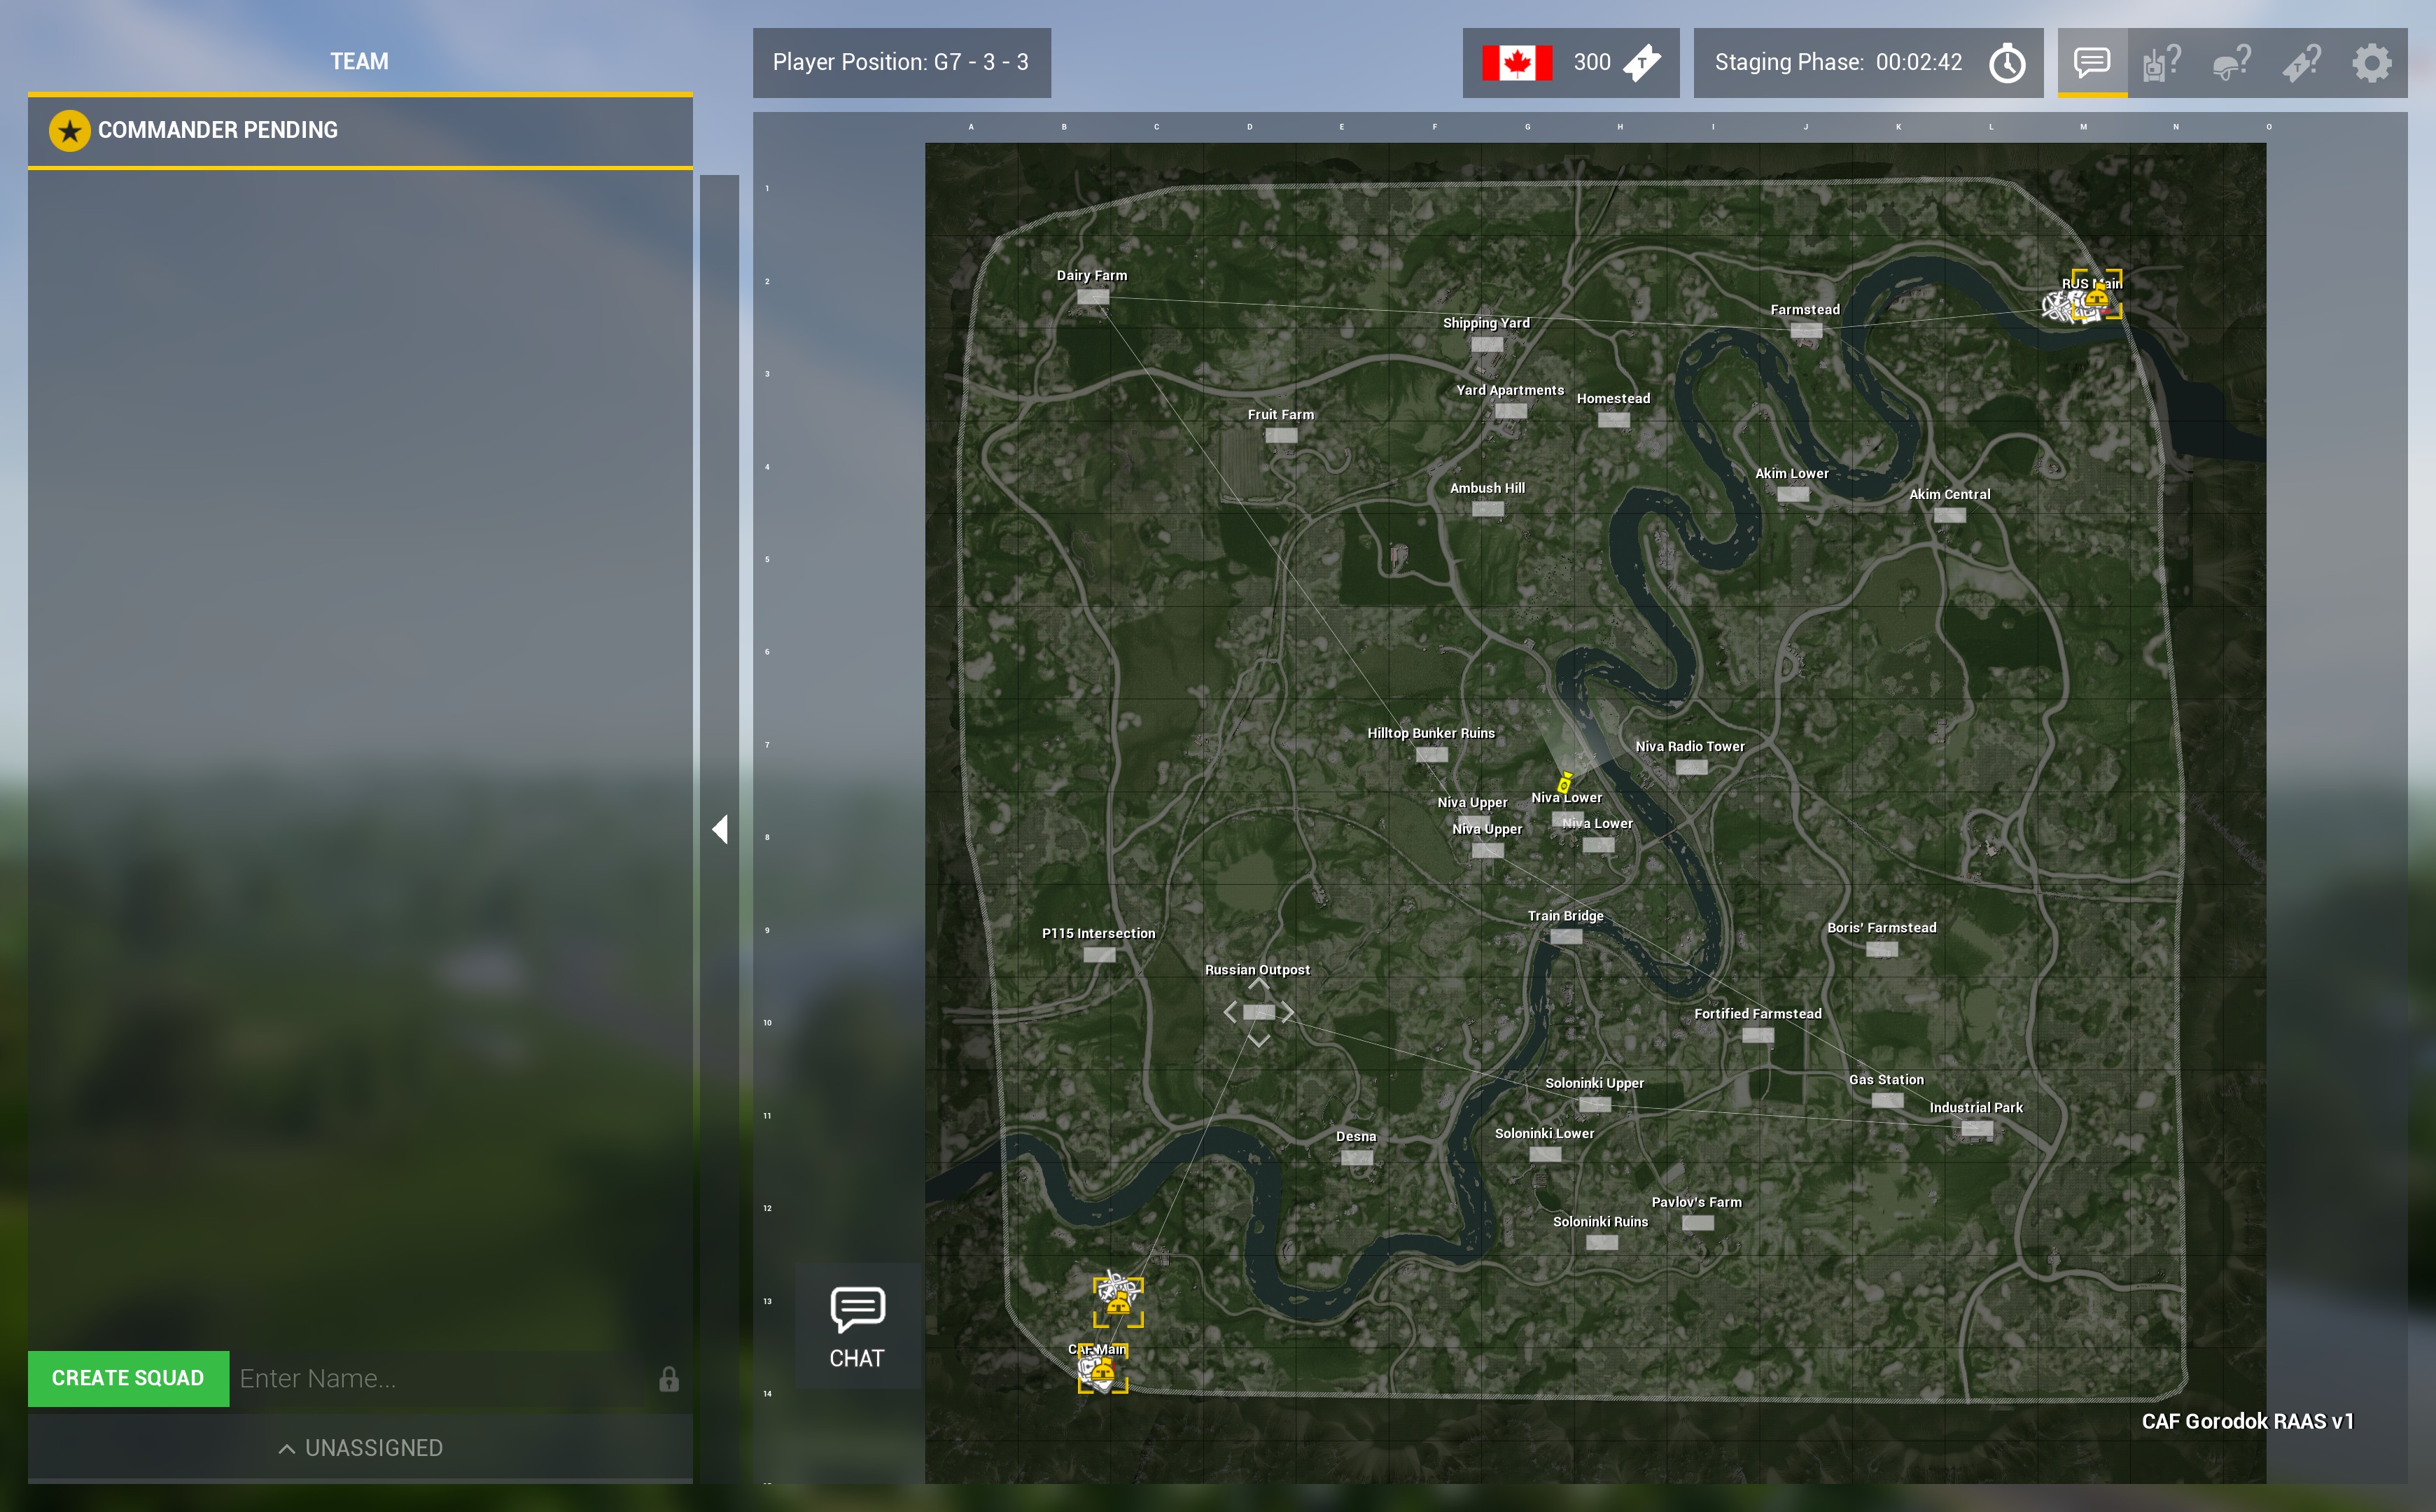 TEAM
Player Position: G7 - 3 - 3
300
Staging Phase: 00:02:42
COMMANDER PENDING
A B C D E F G H I J K L M N O
1
2
3
4
5
6
7
8
9
10
11
12
13
14
Dairy Farm
RUS Main
Farmstead
Shipping Yard
Yard Apartments
Homestead
Fruit Farm
Akim Lower
Ambush Hill
Akim Central
Hilltop Bunker Ruins
Niva Radio Tower
Niva Lower
Niva Upper
Niva Lower
Niva Upper
Train Bridge
Boris' Farmstead
P115 Intersection
Russian Outpost
Fortified Farmstead
Gas Station
Soloninki Upper
Industrial Park
Soloninki Lower
Desna
Pavlov's Farm
Soloninki Ruins
CAF Main
CHAT
CREATE SQUAD
Enter Name...
UNASSIGNED
CAF Gorodok RAAS v1